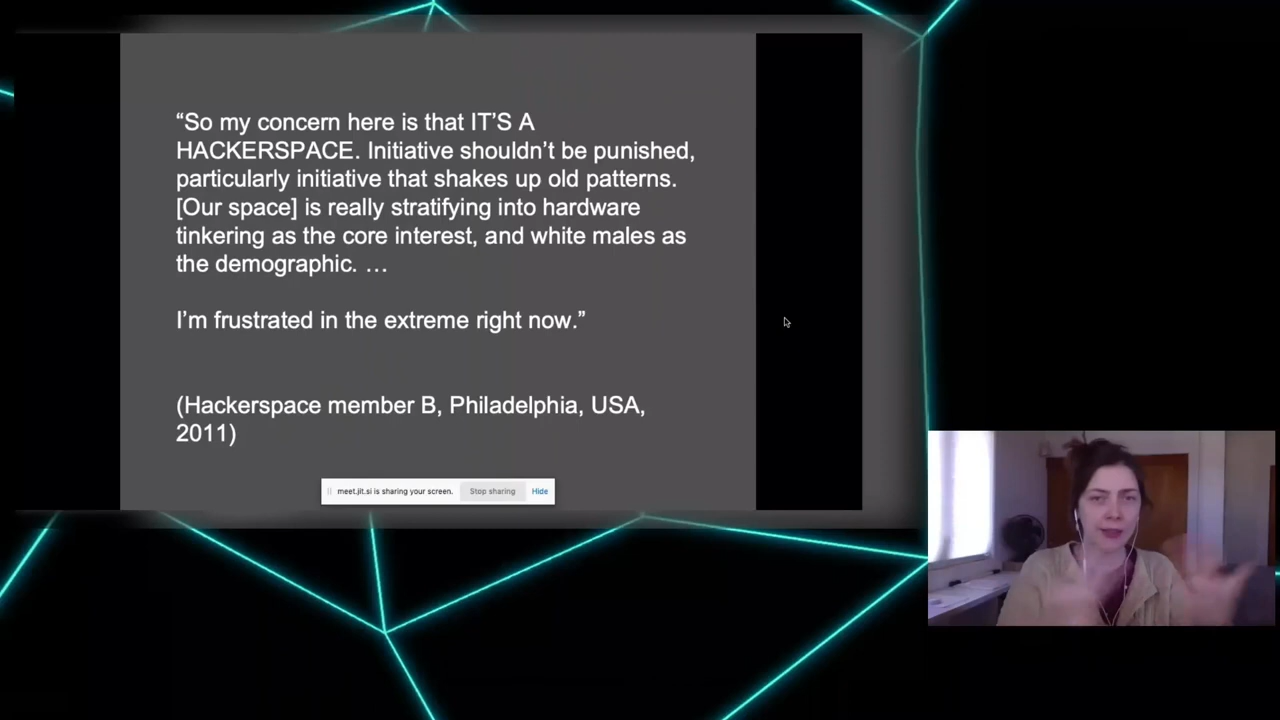 “So my concern here is that IT’S A
HACKERSPACE. Initiative shouldn’t be punished,
particularly initiative that shakes up old patterns.
[Our space] is really stratifying into hardware
tinkering as the core interest, and white males as
the demographic. …
I’m frustrated in the extreme right now.”
(Hackerspace member B, Philadelphia, USA,
2011)
meet.jit.si is sharing your screen. Stop sharing Hide